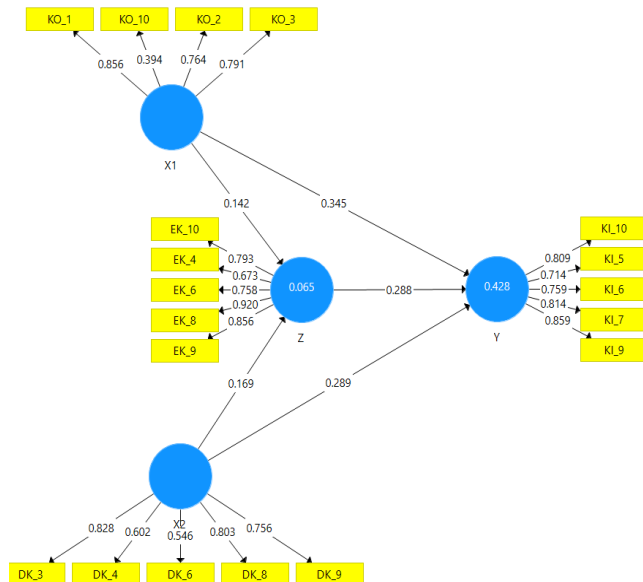 KO_1 KO_10 KO_2 KO_3
0.856 0.394 0.764 0.791
X1
0.142 0.345
EK_10 KI_10
0.793 0.809
EK_4 KI_5
0.673 0.714
EK_6 0.758 0.065 0.288 0.428 0.759 KI_6
0.920 0.814
EK_8 KI_7
0.856 0.859
EK_9 KI_9
Z Y
0.169 0.289
X2
0.828 0.602 0.546 0.803 0.756
DK_3 DK_4 DK_6 DK_8 DK_9